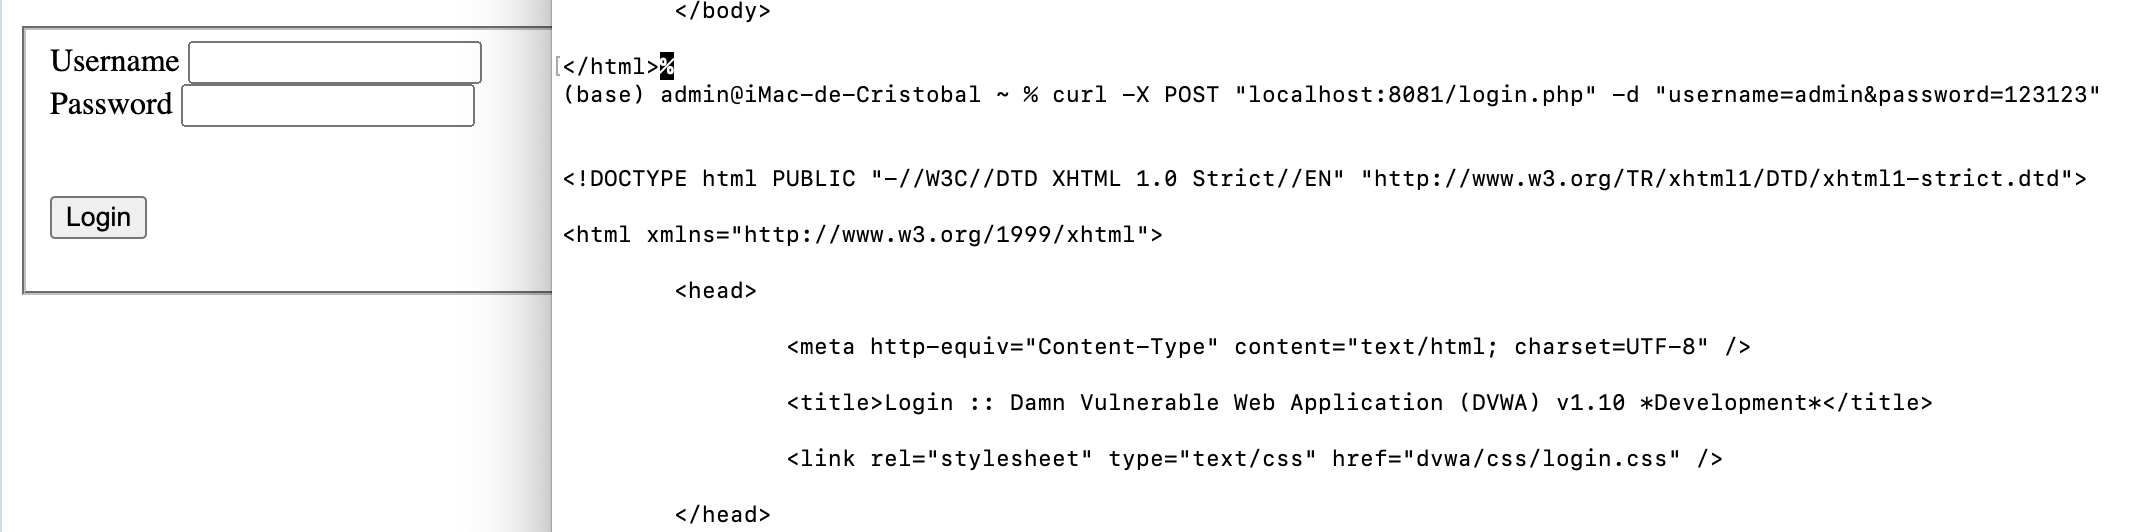 Username
Password
Login
</body>
</html>%
(base) admin@iMac-de-Cristobal ~ % curl -X POST "localhost:8081/login.php" -d "username=admin&password=123123"
<!DOCTYPE html PUBLIC "-//W3C//DTD XHTML 1.0 Strict//EN" "http://www.w3.org/TR/xhtml1/DTD/xhtml1-strict.dtd">
<html xmlns="http://www.w3.org/1999/xhtml">
<head>
<meta http-equiv="Content-Type" content="text/html; charset=UTF-8" />
<title>Login :: Damn Vulnerable Web Application (DVWA) v1.10 *Development*</title>
<link rel="stylesheet" type="text/css" href="dvwa/css/login.css" />
</head>